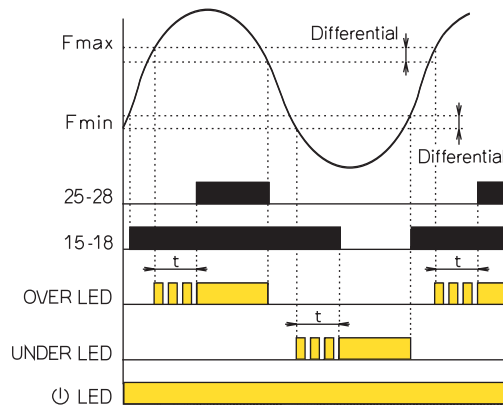 Differential
Fmax
Fmin
Differential
25-28
15-18
t
t
OVER LED
t
UNDER LED
⏻ LED